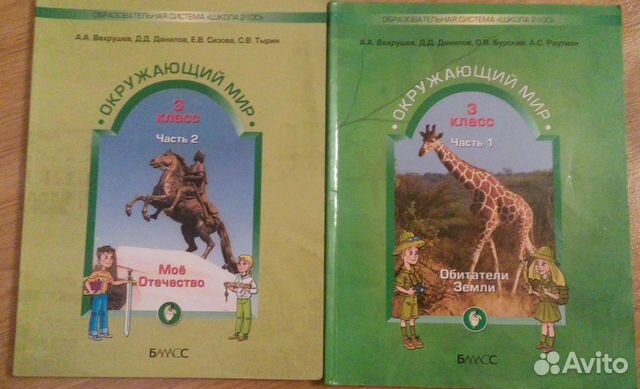 ОБРАЗОВАТЕЛЬНАЯ СИСТЕМА «ШКОЛА 2100»
А.А. Вахрушев, Д.Д. Данилов, Е.В. Сизова, С.В. Тырин
• ОКРУЖАЮЩИЙ МИР •
3 класс
Часть 2
Моё
Отечество
БАЛАСС
ОБРАЗОВАТЕЛЬНАЯ СИСТЕМА «ШКОЛА 2100»
А.А. Вахрушев, Д.Д. Данилов, О.В. Бурский, А.С. Раутиан
• ОКРУЖАЮЩИЙ МИР •
3 класс
Часть 1
Обитатели
Земли
БАЛАСС
Avito